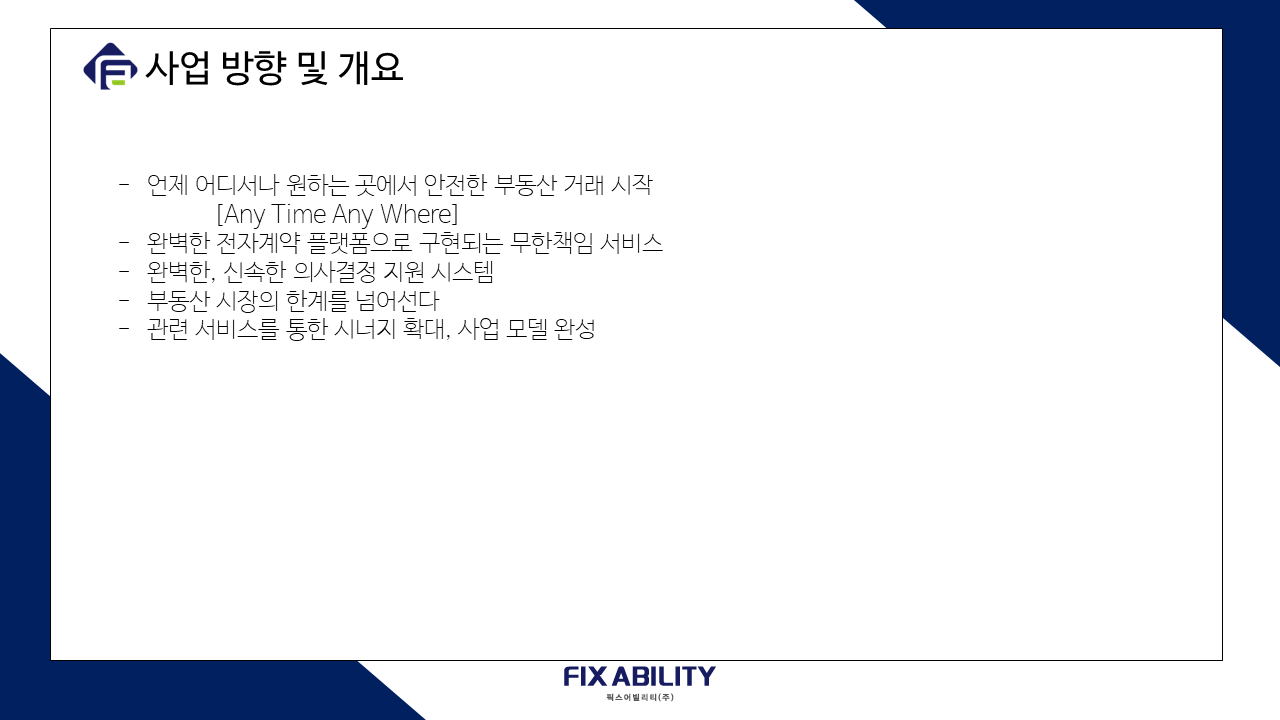 사업 방향 및 개요
- 언제 어디서나 원하는 곳에서 안전한 부동산 거래 시작
[Any Time Any Where]
- 완벽한 전자계약 플랫폼으로 구현되는 무한책임 서비스
- 완벽한, 신속한 의사결정 지원 시스템
- 부동산 시장의 한계를 넘어선다
- 관련 서비스를 통한 시너지 확대, 사업 모델 완성
FIX ABILITY
픽스어빌리티(주)